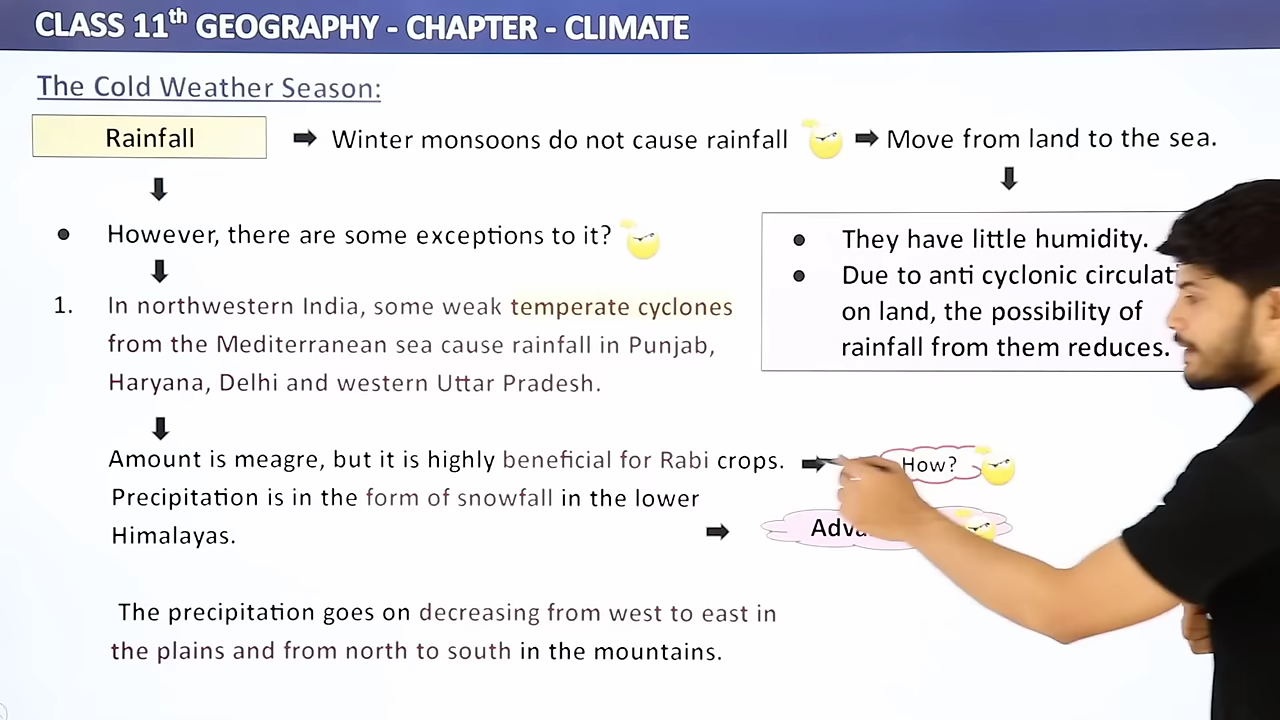 CLASS 11th GEOGRAPHY - CHAPTER - CLIMATE
The Cold Weather Season:
Rainfall ➡ Winter monsoons do not cause rainfall ➡ Move from land to the sea.
• However, there are some exceptions to it?
• They have little humidity.
• Due to anti cyclonic
on land, the possibility of
rainfall from them reduces.
1. In northwestern India, some weak temperate cyclones
from the Mediterranean sea cause rainfall in Punjab,
Haryana, Delhi and western Uttar Pradesh.
Amount is meagre, but it is highly beneficial for Rabi crops. ➡ How?
Precipitation is in the form of snowfall in the lower
Himalayas.
The precipitation goes on decreasing from west to east in
the plains and from north to south in the mountains.